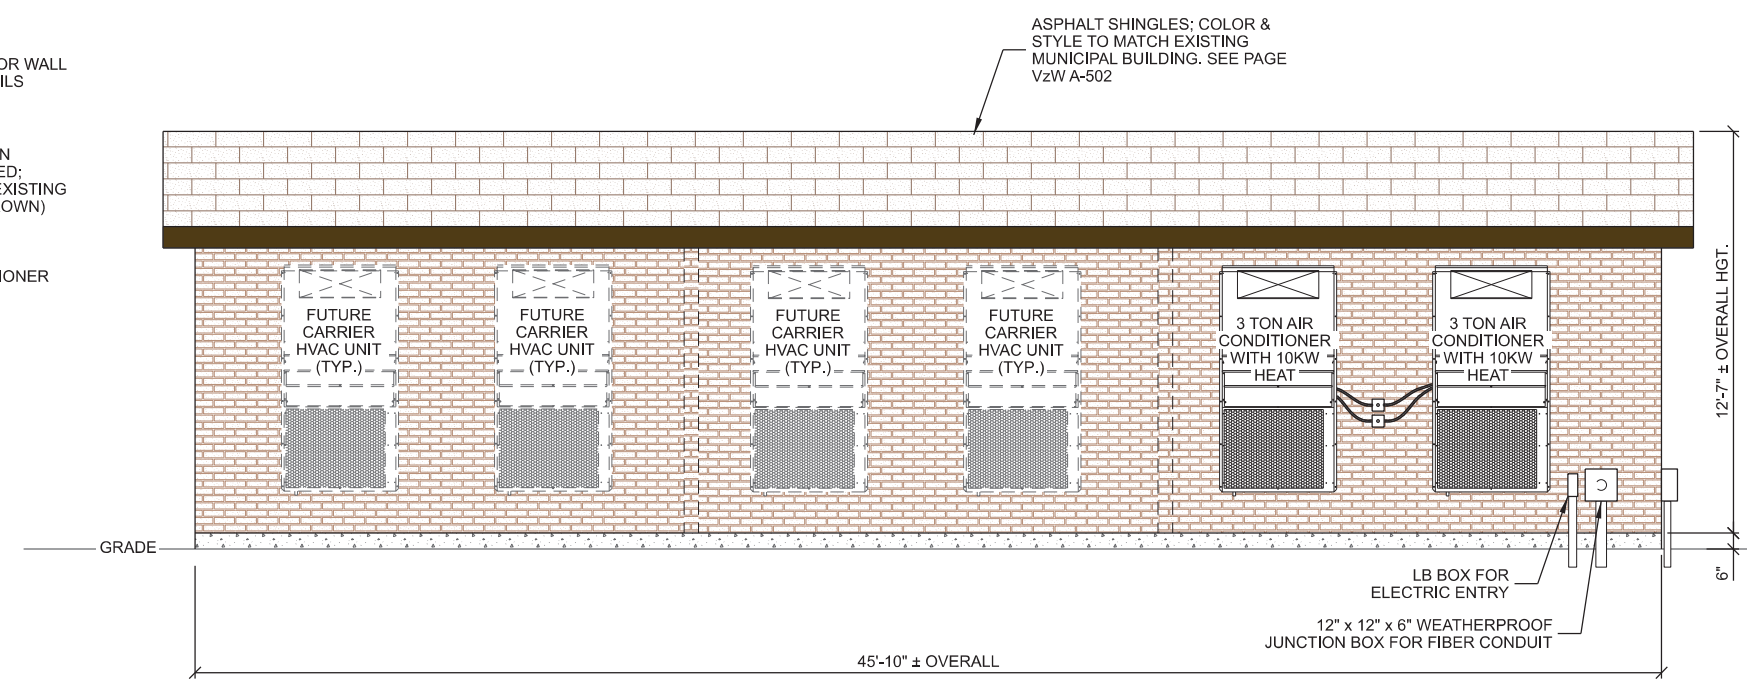 ASPHALT SHINGLES; COLOR &
STYLE TO MATCH EXISTING
MUNICIPAL BUILDING. SEE PAGE
VzW A-502
OR WALL
ILS
N
ED;
EXISTING
OWN)
IONER
FUTURE
CARRIER
HVAC UNIT
(TYP.)
FUTURE
CARRIER
HVAC UNIT
(TYP.)
FUTURE
CARRIER
HVAC UNIT
(TYP.)
FUTURE
CARRIER
HVAC UNIT
(TYP.)
3 TON AIR
CONDITIONER
WITH 10KW
HEAT
3 TON AIR
CONDITIONER
WITH 10KW
HEAT
12'-7" ± OVERALL HGT.
6"
GRADE
LB BOX FOR
ELECTRIC ENTRY
12" x 12" x 6" WEATHERPROOF
JUNCTION BOX FOR FIBER CONDUIT
45'-10" ± OVERALL